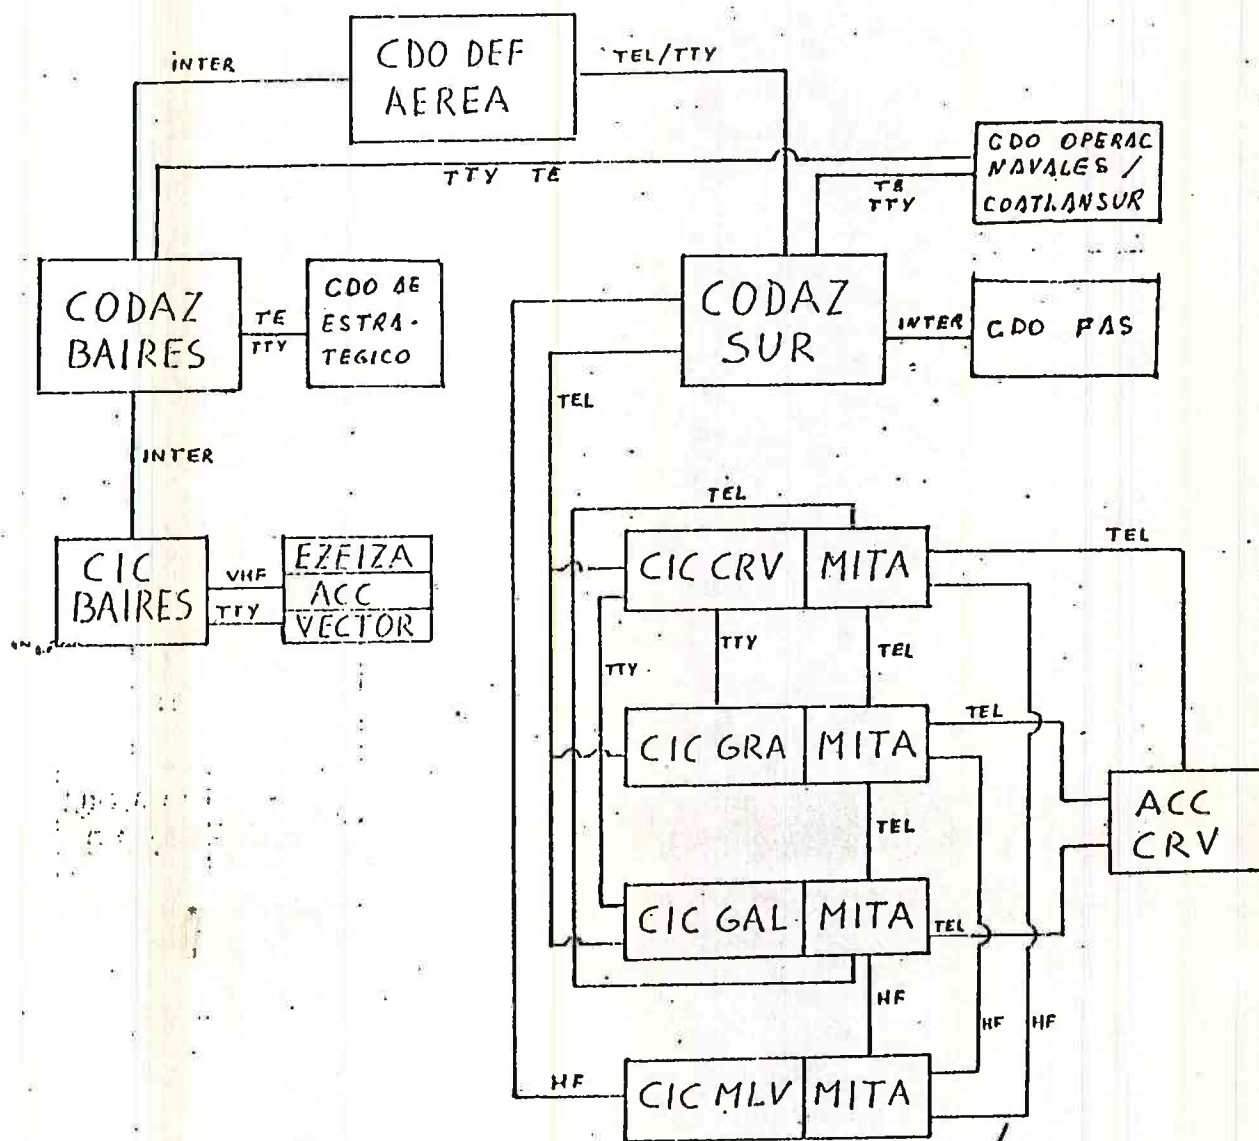 CDO DEF
AEREA
INTER
TEL/TTY
TTY TE
CDO OPERAC
NAVALES /
COATLANSUR
TE
TTY
CODAZ
BAIRES
TE
TTY
CDO AE
ESTRA-
TEGICO
CODAZ
SUR
INTER
CDO FAS
TEL
INTER
CIC
BAIRES
VHF
TTY
EZEIZA
ACC
VECTOR
TEL
CIC CRV
MITA
TEL
TTY
TTY
TEL
CIC GRA
MITA
TEL
TEL
ACC
CRV
CIC GAL
MITA
TEL
HF
HF
HF
HF
CIC MLV
MITA